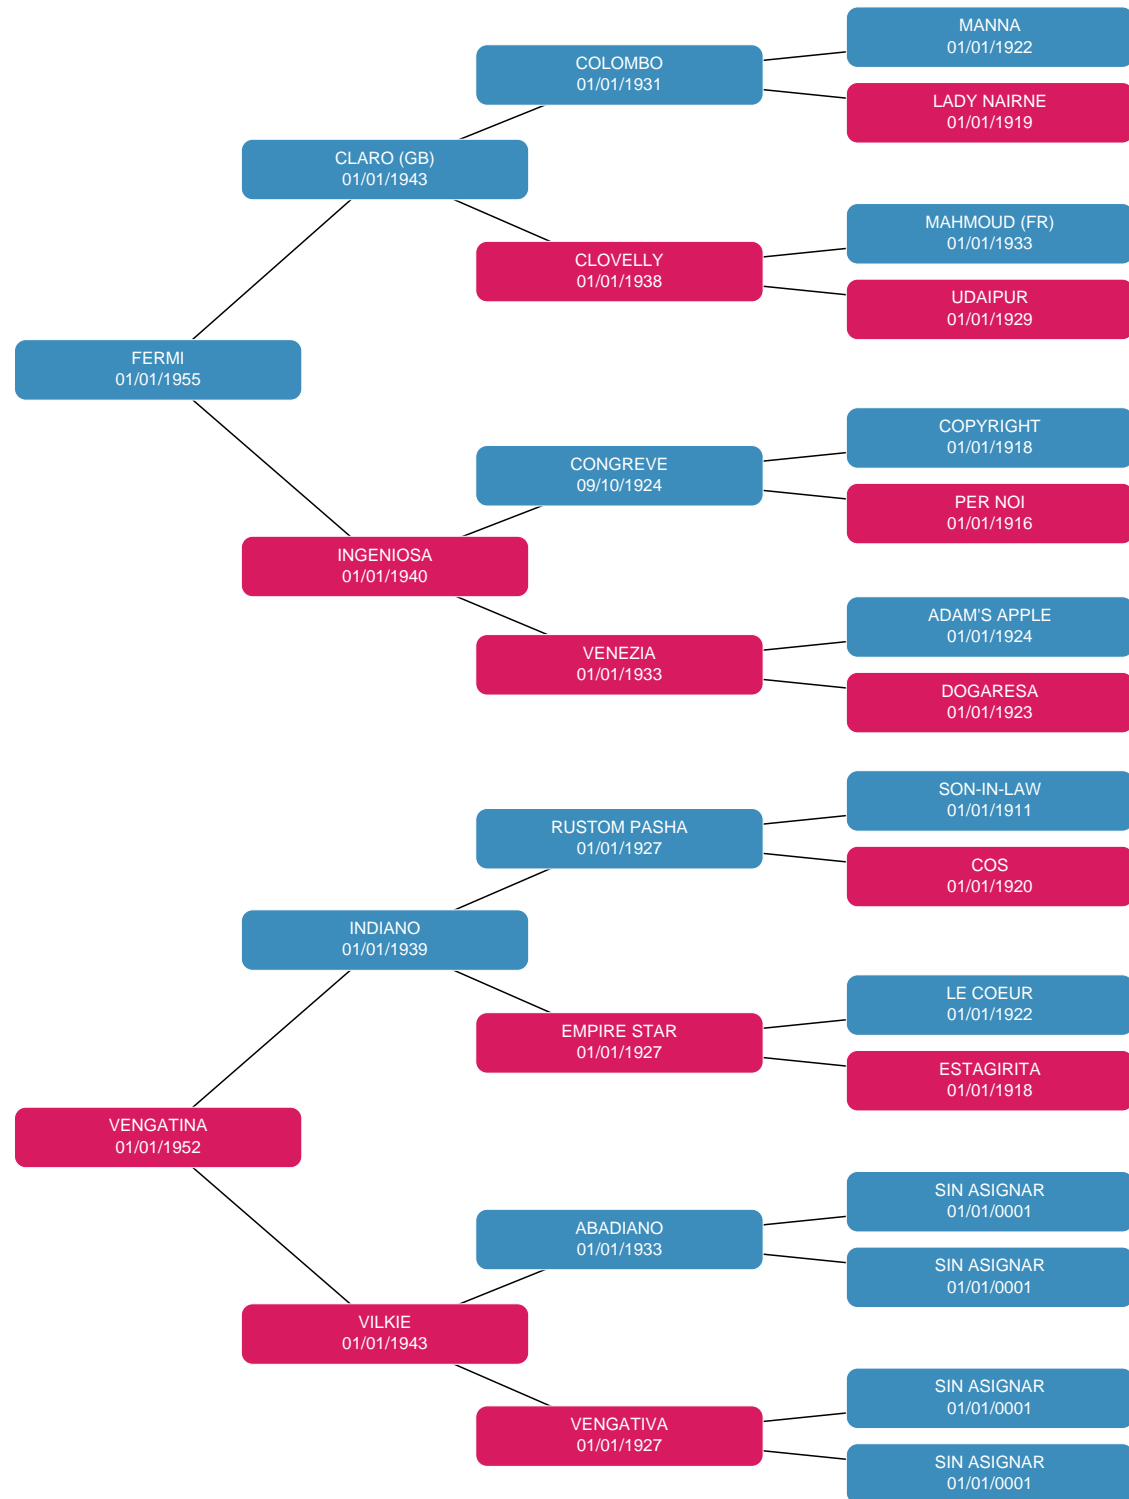 MANNA
01/01/1922
COLOMBO
01/01/1931
LADY NAIRNE
01/01/1919
CLARO (GB)
01/01/1943
MAHMOUD (FR)
01/01/1933
CLOVELLY
01/01/1938
UDAIPUR
01/01/1929
FERMI
01/01/1955
COPYRIGHT
01/01/1918
CONGREVE
09/10/1924
PER NOI
01/01/1916
INGENIOSA
01/01/1940
ADAM'S APPLE
01/01/1924
VENEZIA
01/01/1933
DOGARESA
01/01/1923
SON-IN-LAW
01/01/1911
RUSTOM PASHA
01/01/1927
COS
01/01/1920
INDIANO
01/01/1939
LE COEUR
01/01/1922
EMPIRE STAR
01/01/1927
ESTAGIRITA
01/01/1918
VENGATINA
01/01/1952
SIN ASIGNAR
01/01/0001
ABADIANO
01/01/1933
SIN ASIGNAR
01/01/0001
VILKIE
01/01/1943
SIN ASIGNAR
01/01/0001
VENGATIVA
01/01/1927
SIN ASIGNAR
01/01/0001